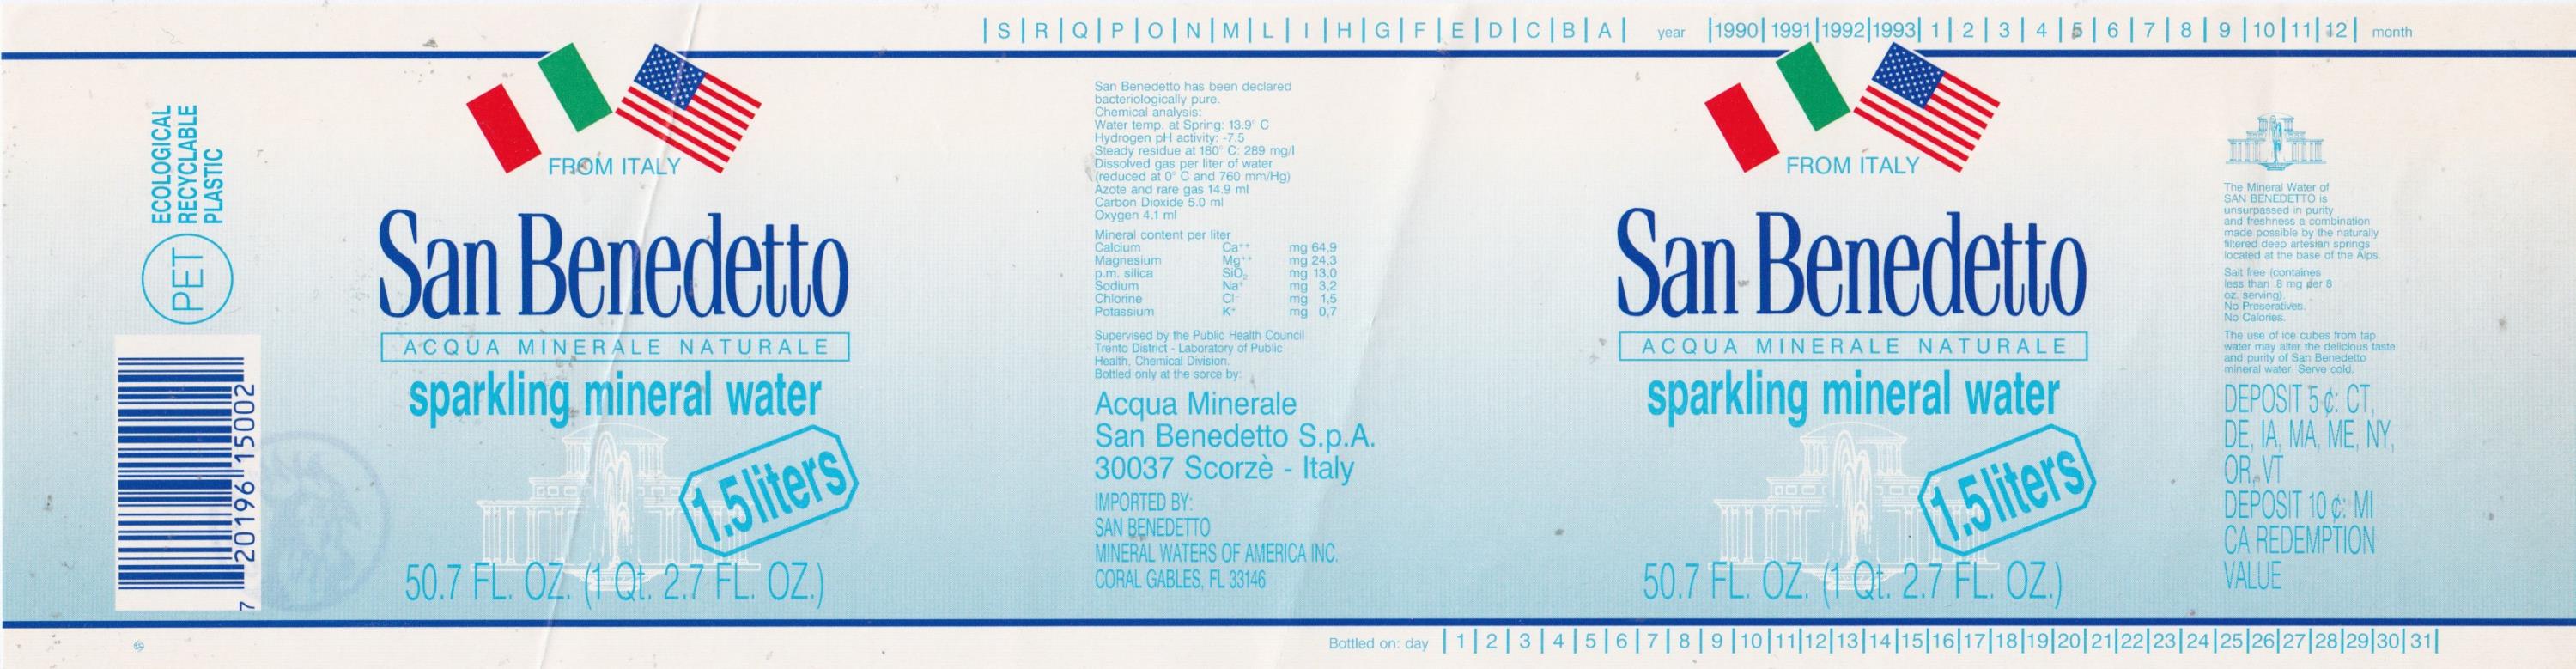 | S | R | Q | P | O | N | M | L | I | H | G | F | E | D | C | B | A |
year |1990|1991|1992|1993| 1 | 2 | 3 | 4 | 5 | 6 | 7 | 8 | 9 |10|11|12| month
ECOLOGICAL
RECYCLABLE
PLASTIC
PET
7 20196 15002
FROM ITALY
San Benedetto
ACQUA MINERALE NATURALE
sparkling mineral water
1.5 liters
50.7 FL. OZ. (1 Qt. 2.7 FL. OZ.)
San Benedetto has been declared
bacteriologically pure.
Chemical analysis:
Water temp. at Spring: 13.9° C
Hydrogen pH activity: -7.5
Steady residue at 180° C: 289 mg/l
Dissolved gas per liter of water
(reduced at 0° C and 760 mm/Hg)
Azote and rare gas 14.9 ml
Carbon Dioxide 5.0 ml
Oxygen 4.1 ml
Mineral content per liter
Calcium Ca⁺⁺ mg 64,9
Magnesium Mg⁺⁺ mg 24,3
p.m. silica SiO₂ mg 13,0
Sodium Na⁺ mg 3,2
Chlorine Cl⁻ mg 1,5
Potassium K⁺ mg 0,7
Supervised by the Public Health Council
Trento District - Laboratory of Public
Health, Chemical Division.
Bottled only at the sorce by:
Acqua Minerale
San Benedetto S.p.A.
30037 Scorzè - Italy
IMPORTED BY:
SAN BENEDETTO
MINERAL WATERS OF AMERICA INC.
CORAL GABLES, FL 33146
FROM ITALY
San Benedetto
ACQUA MINERALE NATURALE
sparkling mineral water
1.5 liters
50.7 FL. OZ. (1 Qt. 2.7 FL. OZ.)
The Mineral Water of
SAN BENEDETTO is
unsurpassed in purity
and freshness a combination
made possible by the naturally
filtered deep artesian springs
located at the base of the Alps.
Salt free (containes
less than .8 mg per 8
oz. serving).
No Preseratives.
No Calories.
The use of ice cubes from tap
water may alter the delicious taste
and purity of San Benedetto
mineral water. Serve cold.
DEPOSIT 5 ¢: CT,
DE, IA, MA, ME, NY,
OR, VT
DEPOSIT 10 ¢: MI
CA REDEMPTION
VALUE
Bottled on: day | 1 | 2 | 3 | 4 | 5 | 6 | 7 | 8 | 9 |10|11|12|13|14|15|16|17|18|19|20|21|22|23|24|25|26|27|28|29|30|31|